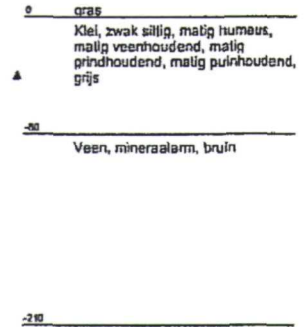 0 gras
Klei, zwak siltig, matig humeus,
matig veenhoudend, matig
grindhoudend, matig puinhoudend,
grijs
-80
Veen, mineraalarm, bruin
-210